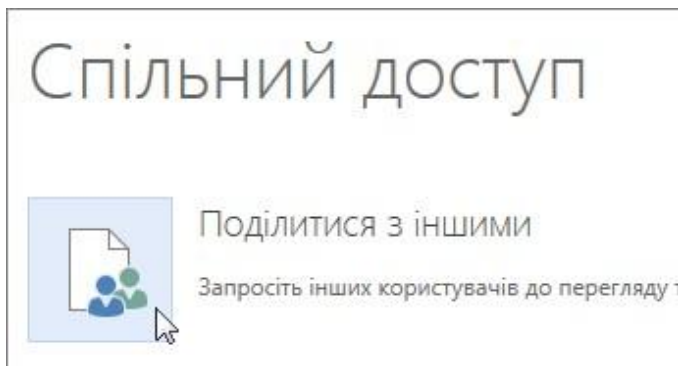 Спільний доступ
Поділитися з іншими
Запросіть інших користувачів до перегляду